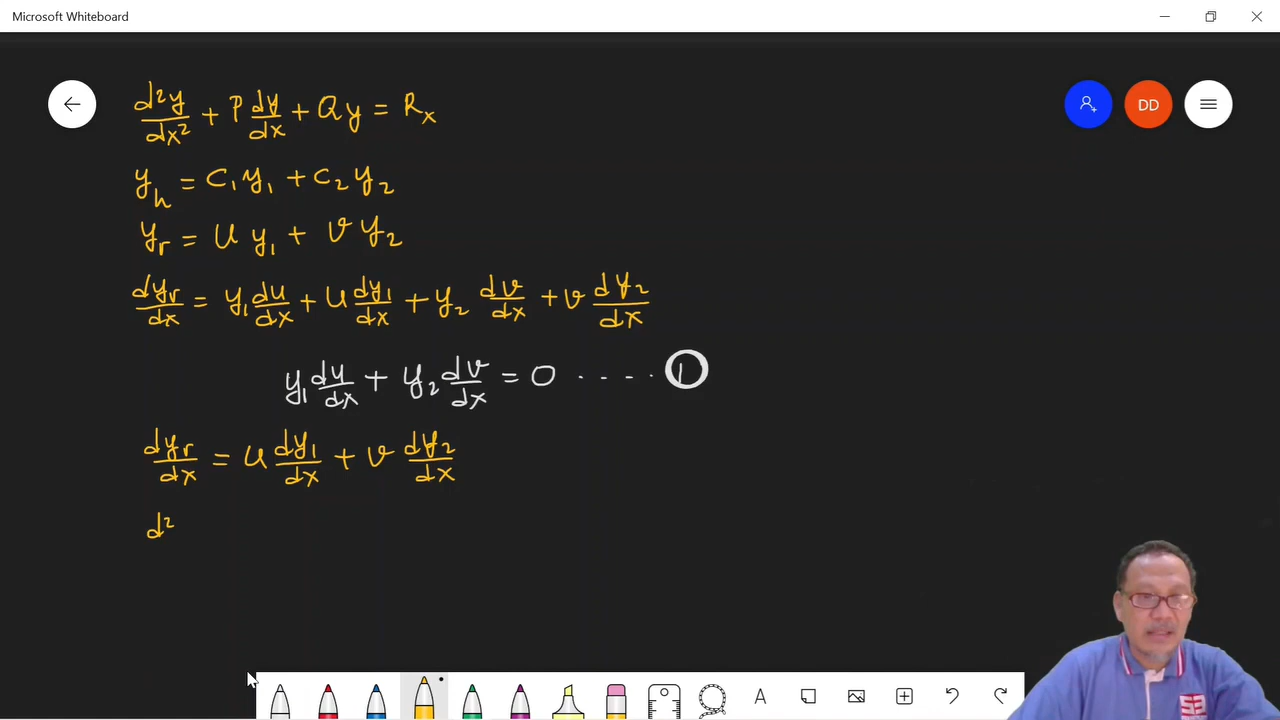 Microsoft Whiteboard
d²y/dx² + P dy/dx + Qy = Rx
yh = C₁y₁ + C₂y₂
yr = u y₁ + v y₂
dyr/dx = y₁ du/dx + u dy₁/dx + y₂ dv/dx + v dy₂/dx
y₁ du/dx + y₂ dv/dx = 0 ..... ①
dyr/dx = u dy₁/dx + v dy₂/dx
d²
DD
A